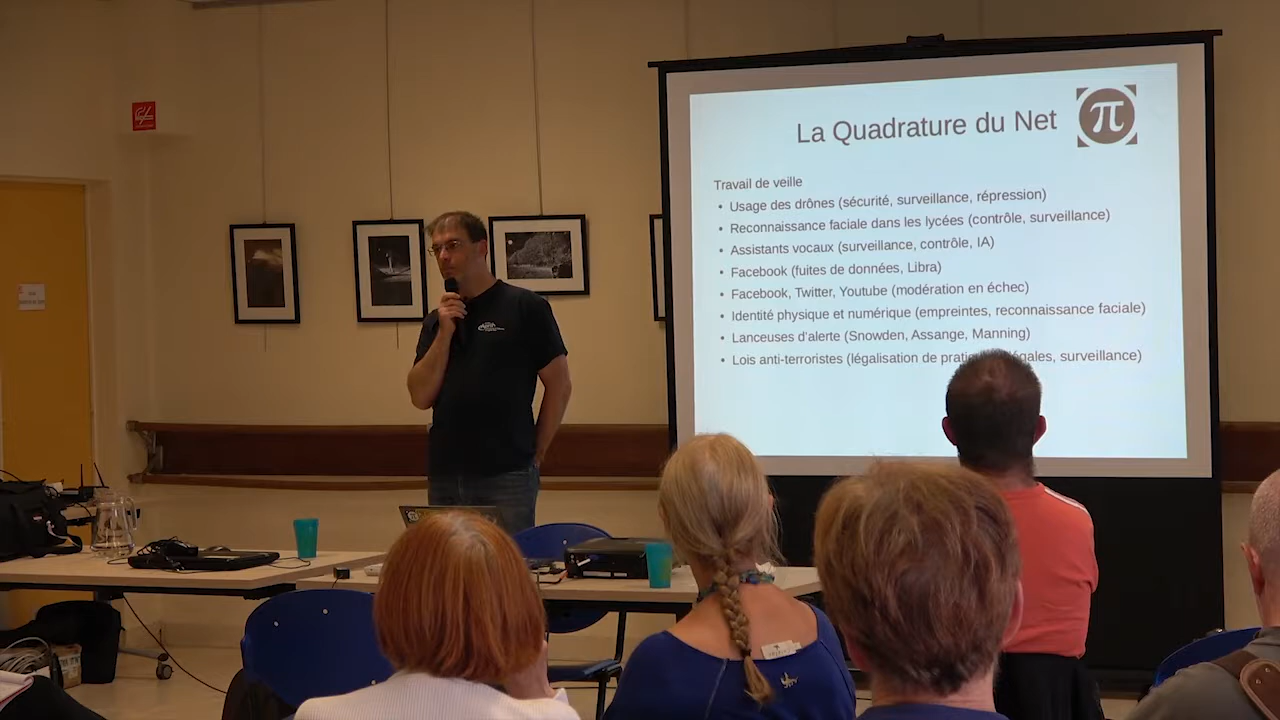 La Quadrature du Net
π
Travail de veille
• Usage des drônes (sécurité, surveillance, répression)
• Reconnaissance faciale dans les lycées (contrôle, surveillance)
• Assistants vocaux (surveillance, contrôle, IA)
• Facebook (fuites de données, Libra)
• Facebook, Twitter, Youtube (modération en échec)
• Identité physique et numérique (empreintes, reconnaissance faciale)
• Lanceuses d'alerte (Snowden, Assange, Manning)
• Lois anti-terroristes (légalisation de surveillance)